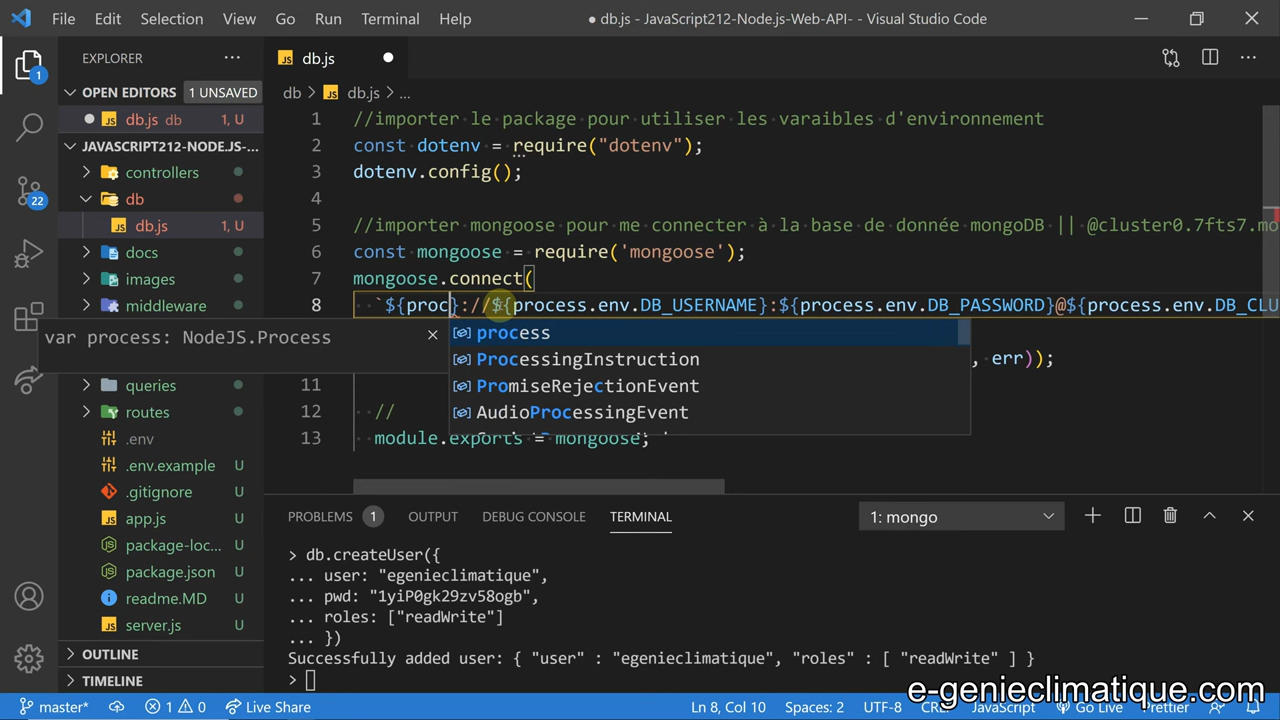 File Edit Selection View Go Run Terminal Help
● db.js - JavaScript212-Node.js-Web-API- - Visual Studio Code
EXPLORER
OPEN EDITORS 1 UNSAVED
db.js db 1, U
JAVASCRIPT212-NODE.JS-...
controllers
db
db.js 1, U
docs
images
middleware
queries
routes
.env
.env.example U
.gitignore U
app.js U
package-loc... U
package.json U
readme.MD U
server.js U
OUTLINE
TIMELINE
1
22
db.js
db > db.js > ...
1 //importer le package pour utiliser les varaibles d'environnement
2 const dotenv = require("dotenv");
3 dotenv.config();
4
5 //importer mongoose pour me connecter à la base de donnée mongoDB || @cluster0.7fts7.mo
6 const mongoose = require('mongoose');
7 mongoose.connect(
8 `${proc}://${process.env.DB_USERNAME}:${process.env.DB_PASSWORD}@${process.env.DB_CLU
var process: NodeJS.Process
process
ProcessingInstruction
PromiseRejectionEvent
AudioProcessingEvent
, err));
11
12 //
13 module.exports = mongoose;
PROBLEMS 1 OUTPUT DEBUG CONSOLE TERMINAL 1: mongo
> db.createUser({
... user: "egenieclimatique",
... pwd: "1yiP0gk29zv58ogb",
... roles: ["readWrite"]
... })
Successfully added user: { "user" : "egenieclimatique", "roles" : [ "readWrite" ] }
>
e-genieclimatique.com
master* 1 0 Live Share Ln 8, Col 10 Spaces: 2 UTF-8 CRLF JavaScript Go Live Prettier